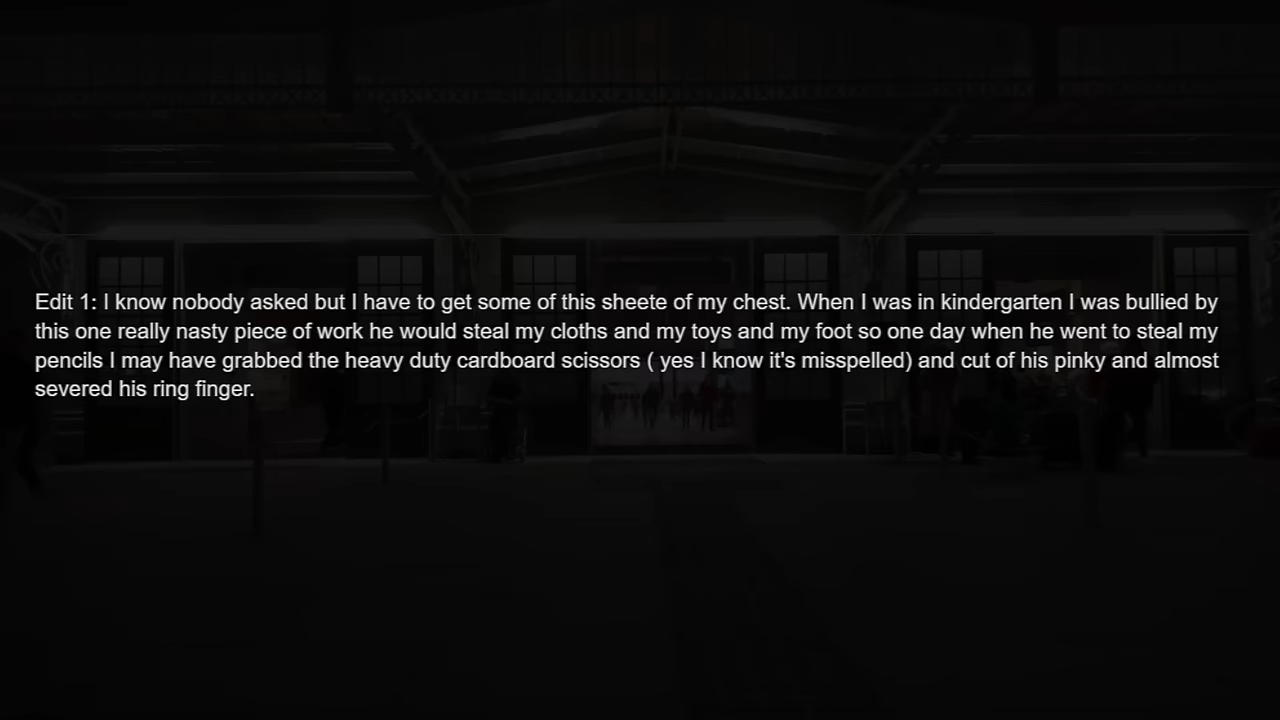 Edit 1: I know nobody asked but I have to get some of this sheete of my chest. When I was in kindergarten I was bullied by
this one really nasty piece of work he would steal my cloths and my toys and my foot so one day when he went to steal my
pencils I may have grabbed the heavy duty cardboard scissors ( yes I know it's misspelled) and cut of his pinky and almost
severed his ring finger.